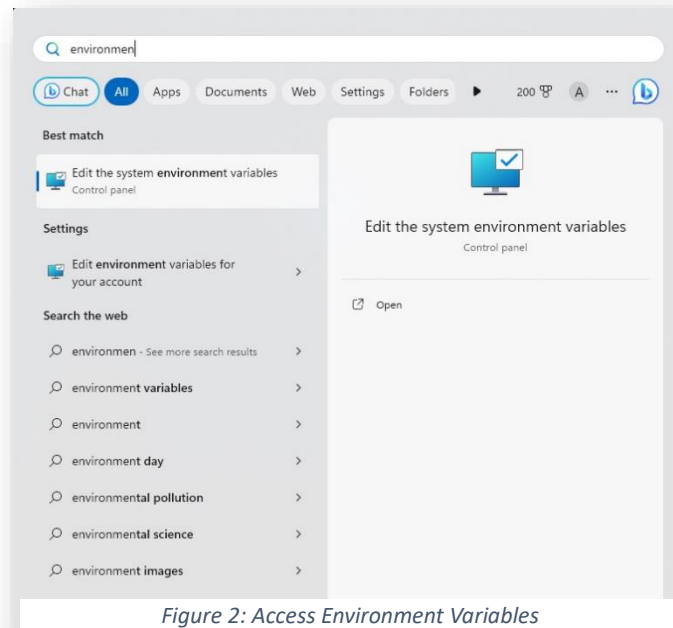 environmen
Chat All Apps Documents Web Settings Folders 200 A ...
Best match
Edit the system environment variables
Control panel
Settings
Edit environment variables for
your account
Search the web
environmen - See more search results
environment variables
environment
environment day
environmental pollution
environmental science
environment images
Edit the system environment variables
Control panel
Open
Figure 2: Access Environment Variables